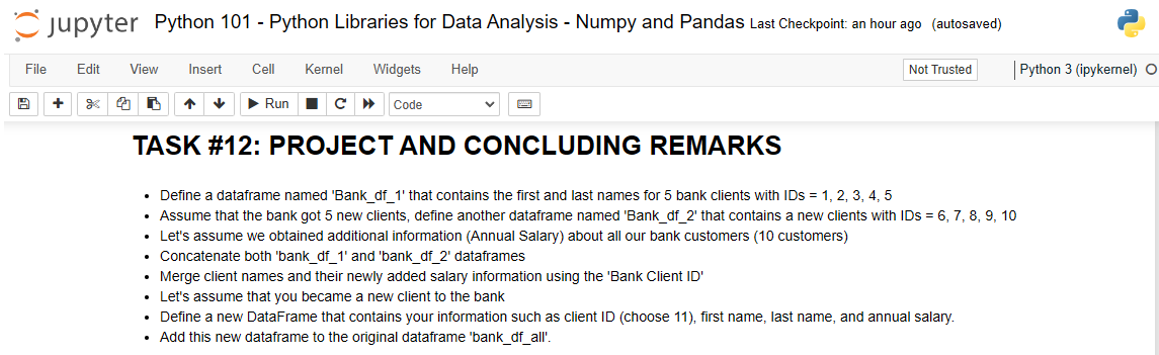 jupyter Python 101 - Python Libraries for Data Analysis - Numpy and Pandas Last Checkpoint: an hour ago (autosaved)
File Edit View Insert Cell Kernel Widgets Help Not Trusted Python 3 (ipykernel)
Run Code
TASK #12: PROJECT AND CONCLUDING REMARKS
• Define a dataframe named 'Bank_df_1' that contains the first and last names for 5 bank clients with IDs = 1, 2, 3, 4, 5
• Assume that the bank got 5 new clients, define another dataframe named 'Bank_df_2' that contains a new clients with IDs = 6, 7, 8, 9, 10
• Let's assume we obtained additional information (Annual Salary) about all our bank customers (10 customers)
• Concatenate both 'bank_df_1' and 'bank_df_2' dataframes
• Merge client names and their newly added salary information using the 'Bank Client ID'
• Let's assume that you became a new client to the bank
• Define a new DataFrame that contains your information such as client ID (choose 11), first name, last name, and annual salary.
• Add this new dataframe to the original dataframe 'bank_df_all'.